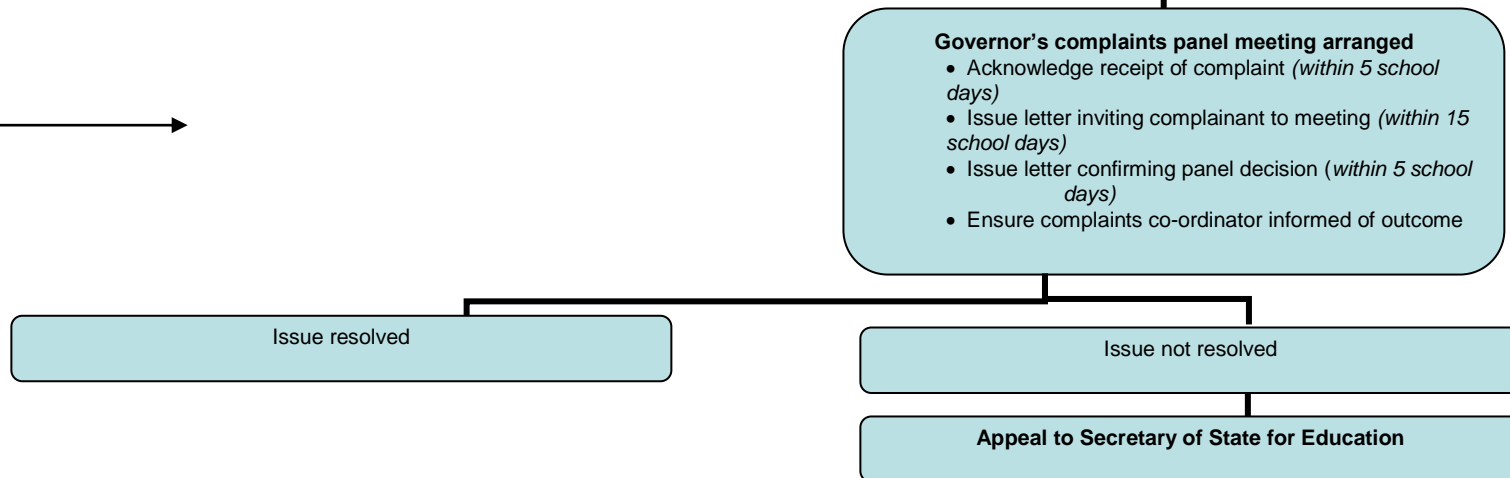 Governor’s complaints panel meeting arranged
• Acknowledge receipt of complaint (within 5 school
days)
• Issue letter inviting complainant to meeting (within 15
school days)
• Issue letter confirming panel decision (within 5 school
days)
• Ensure complaints co-ordinator informed of outcome
Issue resolved
Issue not resolved
Appeal to Secretary of State for Education